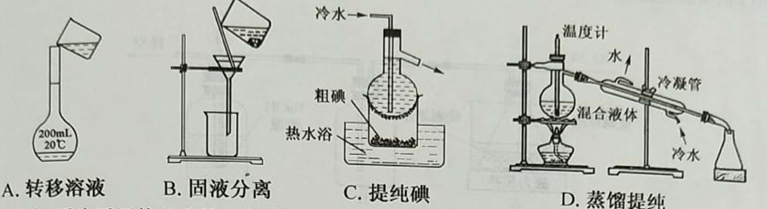 200mL
20℃
A. 转移溶液
B. 固液分离
冷水
粗碘
热水浴
C. 提纯碘
温度计
水
冷凝管
混合液体
冷水
D. 蒸馏提纯